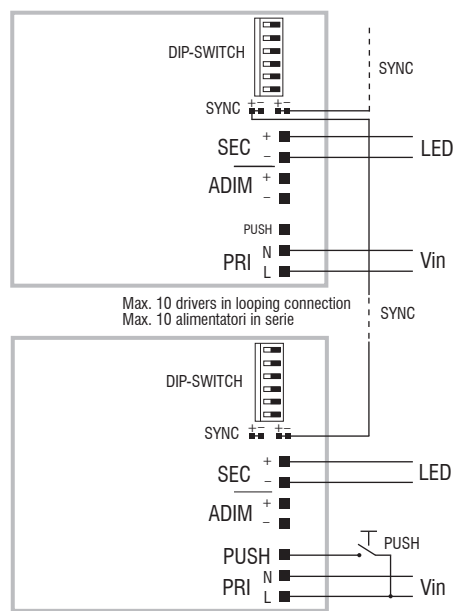 DIP-SWITCH
SYNC
SYNC + - + -
SEC + -
LED
ADIM + -
PUSH
PRI N L
Vin
Max. 10 drivers in looping connection
Max. 10 alimentatori in serie
SYNC
DIP-SWITCH
SYNC + - + -
SEC + -
LED
ADIM + -
PUSH
PUSH
PRI N L
Vin